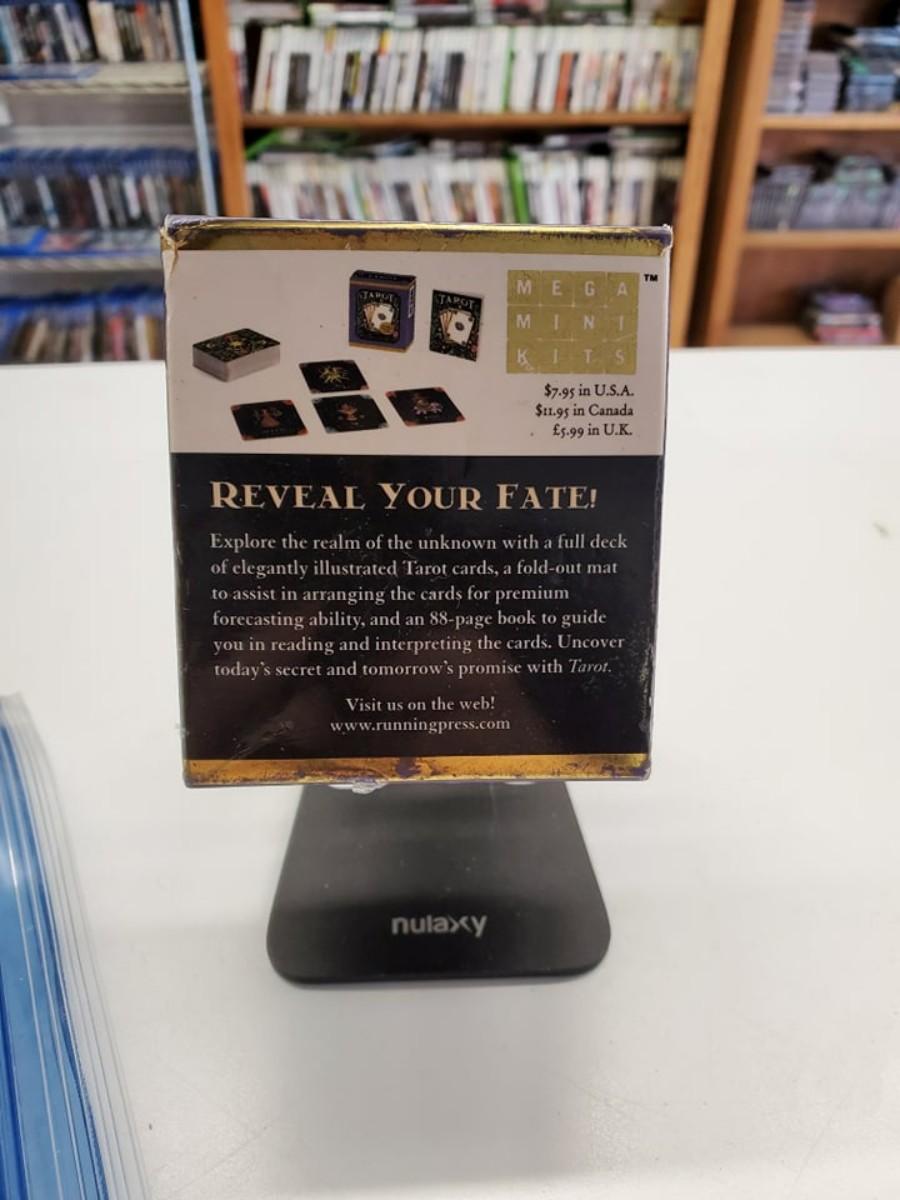 TAROT
TAROT
MEGA
MINI
KITS
™
$7.95 in U.S.A.
$11.95 in Canada
£5.99 in U.K.
REVEAL YOUR FATE!
Explore the realm of the unknown with a full deck
of elegantly illustrated Tarot cards, a fold-out mat
to assist in arranging the cards for premium
forecasting ability, and an 88-page book to guide
you in reading and interpreting the cards. Uncover
today's secret and tomorrow's promise with Tarot.
Visit us on the web!
www.runningpress.com
nulaxy